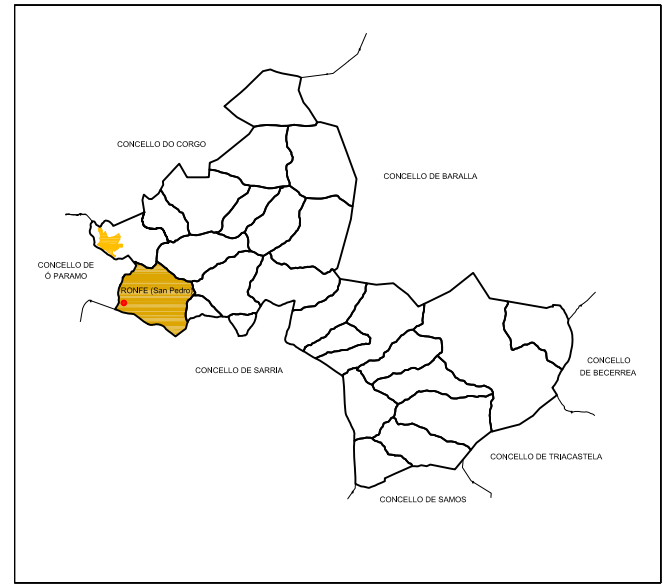 CONCELLO DO CORGO
CONCELLO DE BARALLA
CONCELLO DE
Ó PARAMO
RONFE (San Pedro)
CONCELLO DE SARRIA
CONCELLO
DE BECERREA
CONCELLO DE TRIACASTELA
CONCELLO DE SAMOS